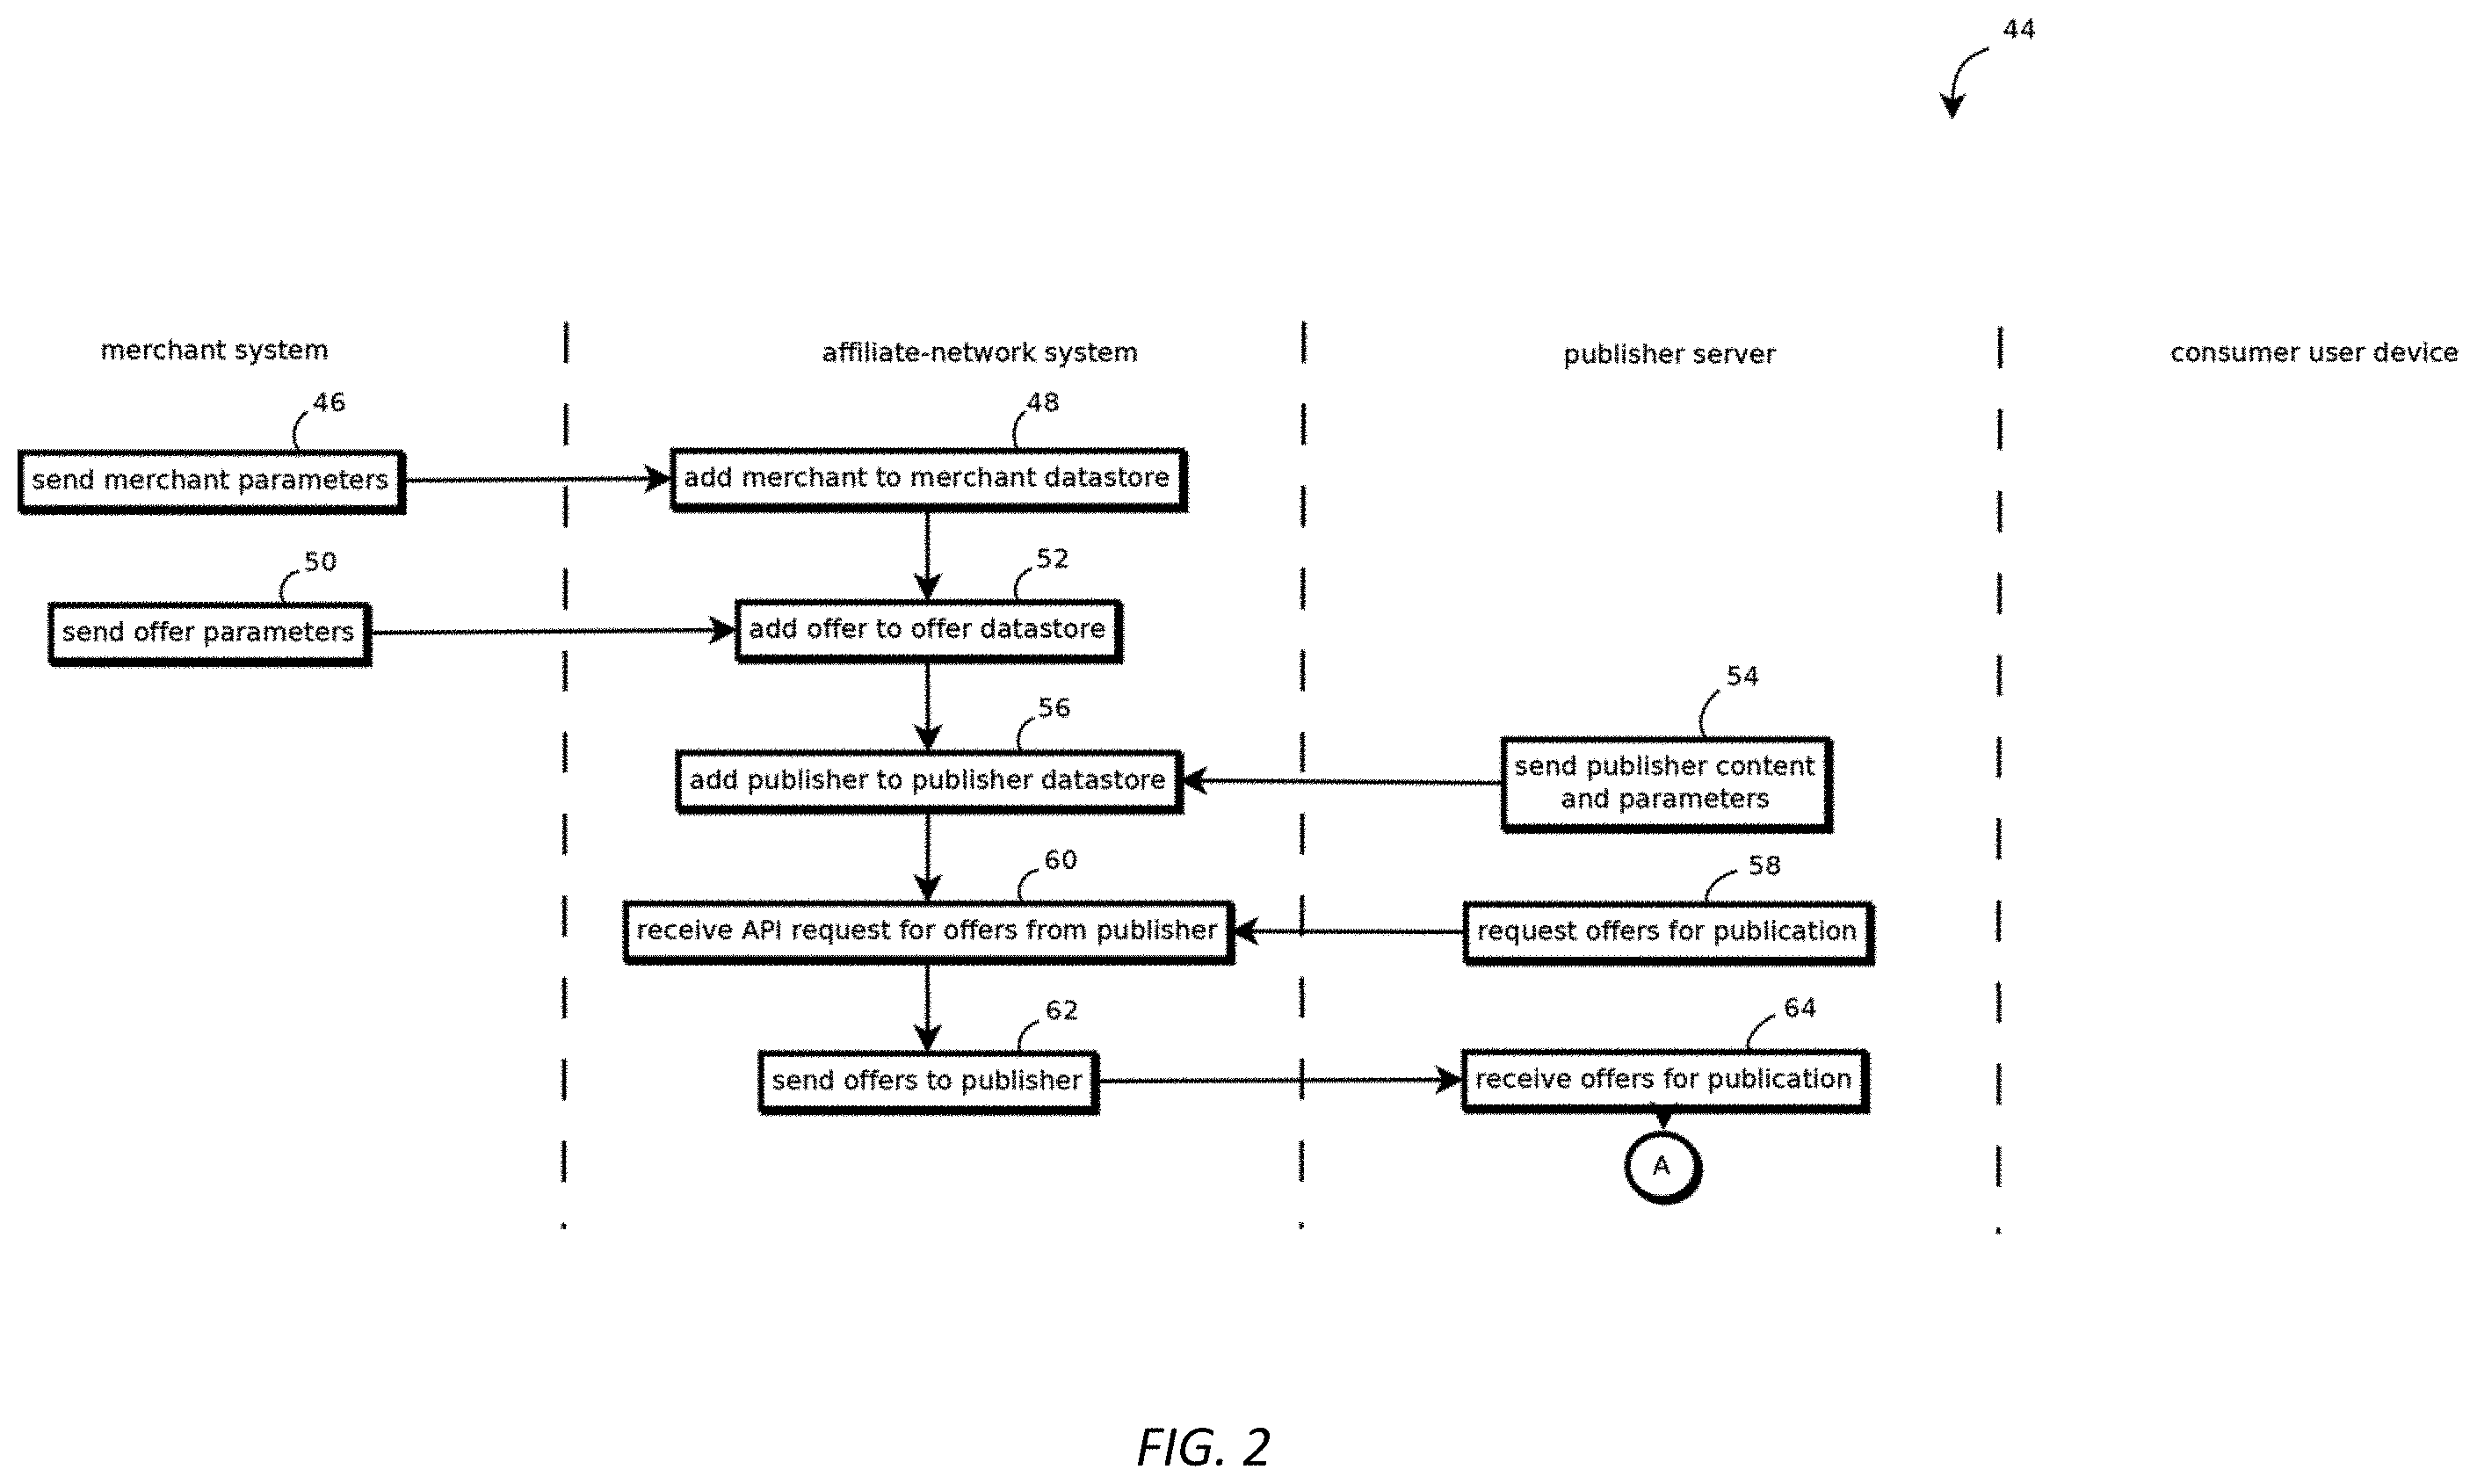 44
merchant system
affiliate-network system
publisher server
consumer user device
46
48
send merchant parameters
add merchant to merchant datastore
50
52
send offer parameters
add offer to offer datastore
54
56
send publisher content
and parameters
add publisher to publisher datastore
60
58
receive API request for offers from publisher
request offers for publication
62
64
send offers to publisher
receive offers for publication
A
FIG. 2